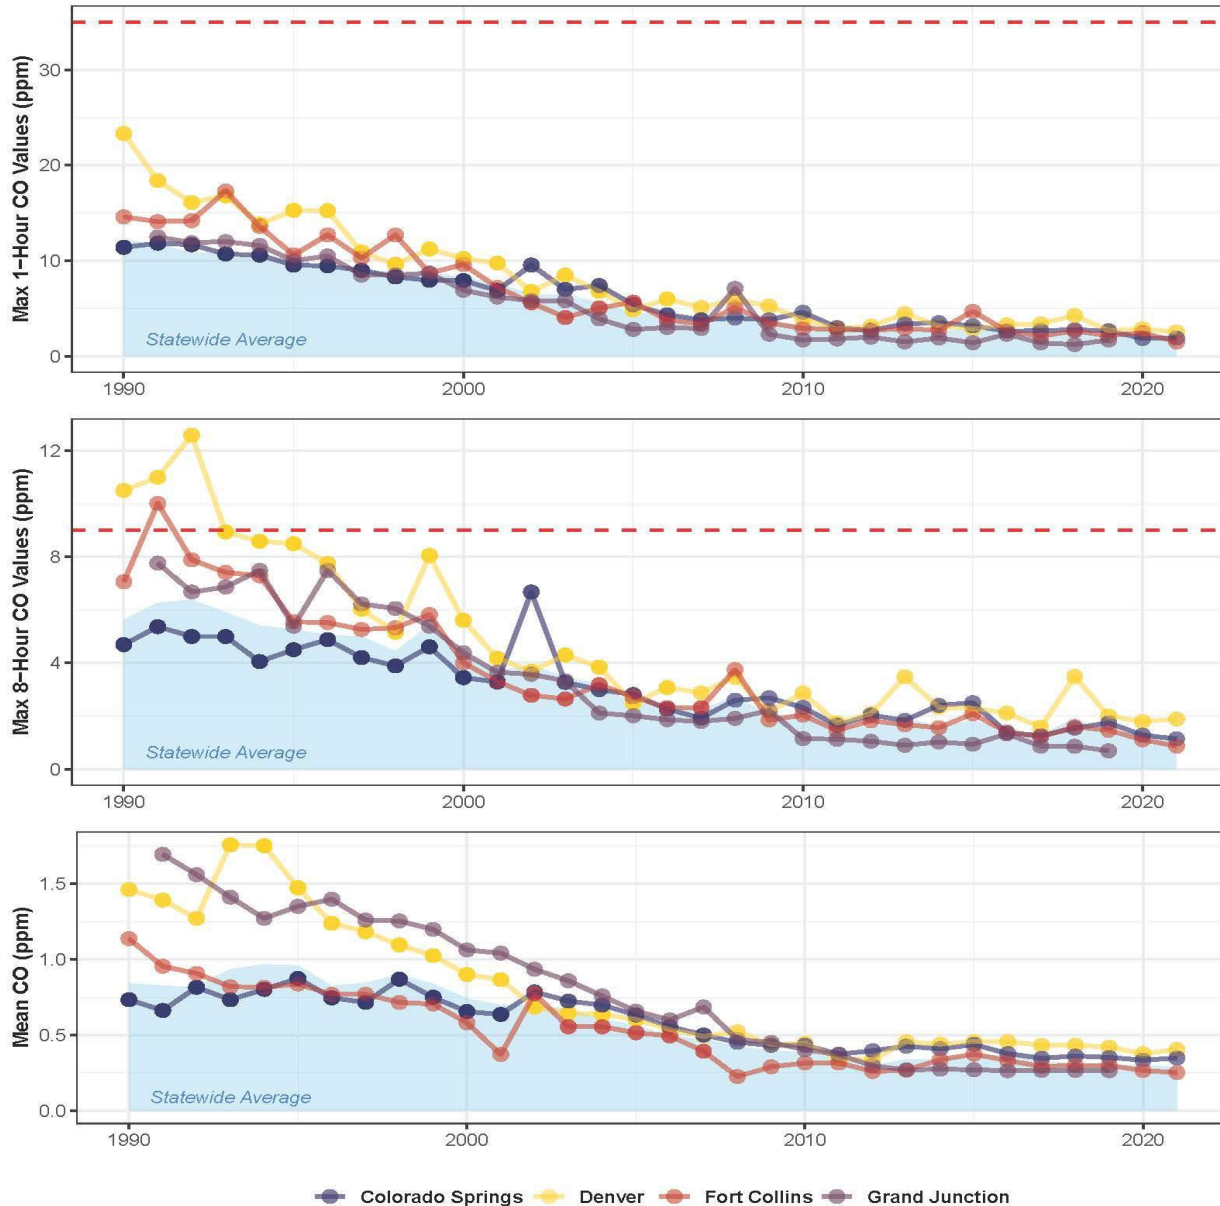 Max 1−Hour CO Values (ppm)
30
20
10
0
Statewide Average
1990
2000
2010
2020
Max 8−Hour CO Values (ppm)
12
8
4
0
Statewide Average
1990
2000
2010
2020
Mean CO (ppm)
1.5
1.0
0.5
0.0
Statewide Average
1990
2000
2010
2020
Colorado Springs
Denver
Fort Collins
Grand Junction